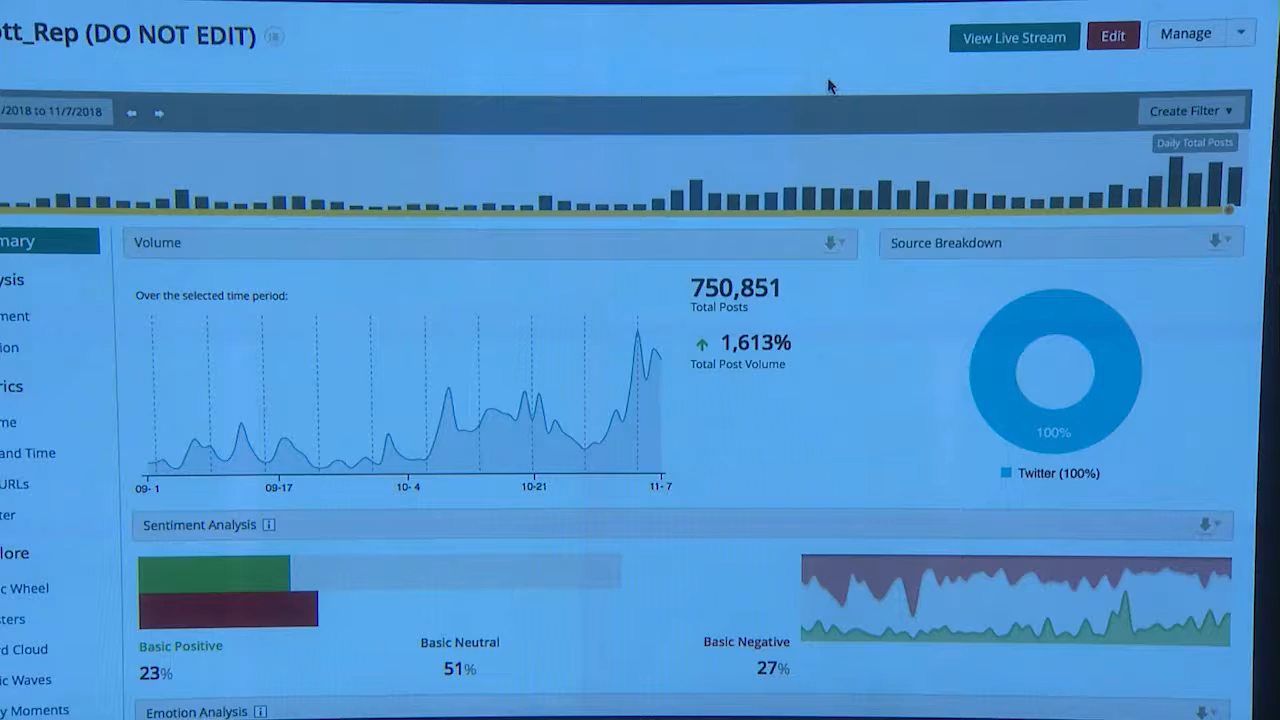 ott_Rep (DO NOT EDIT)
View Live Stream
Edit
Manage
/2018 to 11/7/2018
Create Filter
Daily Total Posts
mary
Volume
Source Breakdown
ysis
ment
ion
rics
me
and Time
URLs
ter
lore
c Wheel
sters
d Cloud
ic Waves
y Moments
Over the selected time period:
750,851
Total Posts
1,613%
Total Post Volume
09- 1
09-17
10- 4
10-21
11- 7
100%
Twitter (100%)
Sentiment Analysis i
Basic Positive
23%
Basic Neutral
51%
Basic Negative
27%
Emotion Analysis i